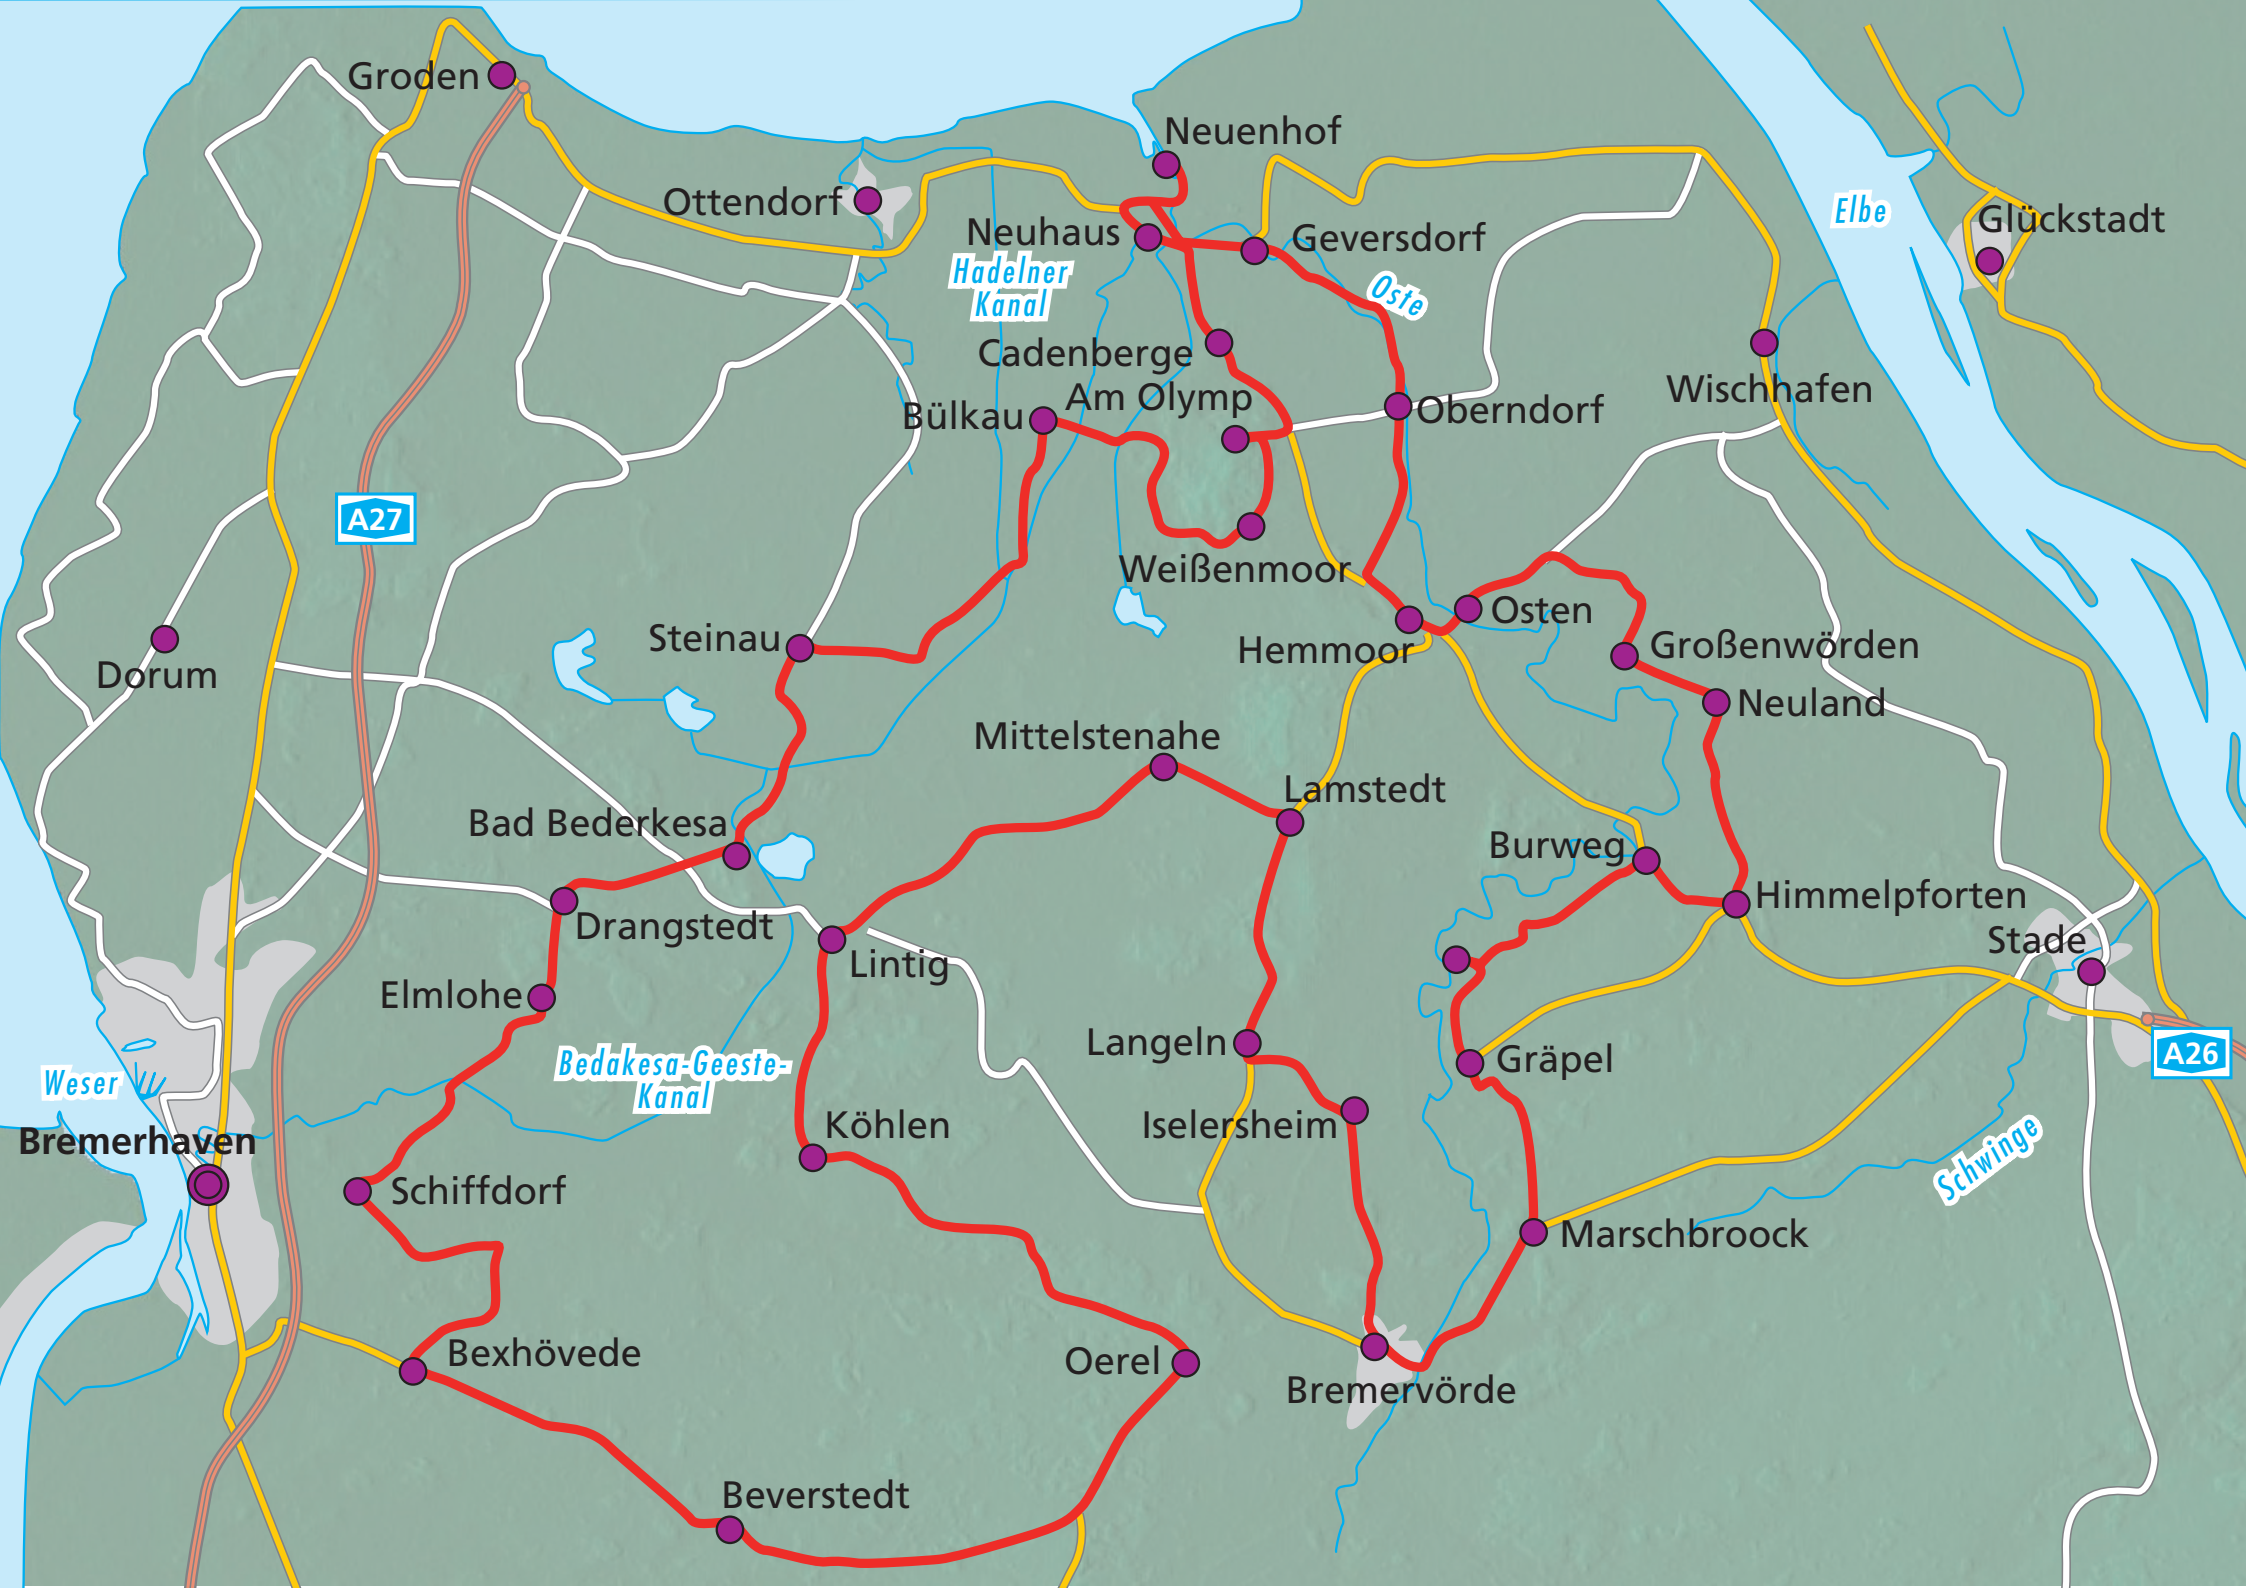 Groden
Neuenhof
Ottendorf
Elbe
Glückstadt
Neuhaus
Geversdorf
Hadelner
Kanal
Oste
Cadenberge
Am Olymp
Wischhafen
Bülkau
Oberndorf
A27
Weißenmoor
Osten
Steinau
Hemmoor
Großenwörden
Dorum
Neuland
Mittelstenahe
Lamstedt
Bad Bederkesa
Burweg
Himmelpforten
Drangstedt
Stade
Lintig
Elmlohe
Langeln
Gräpel
A26
Bedakesa-Geeste-
Kanal
Weser
Köhlen
Iselersheim
Bremerhaven
Schwinge
Schiffdorf
Marschbroock
Bexhövede
Oerel
Bremervörde
Beverstedt